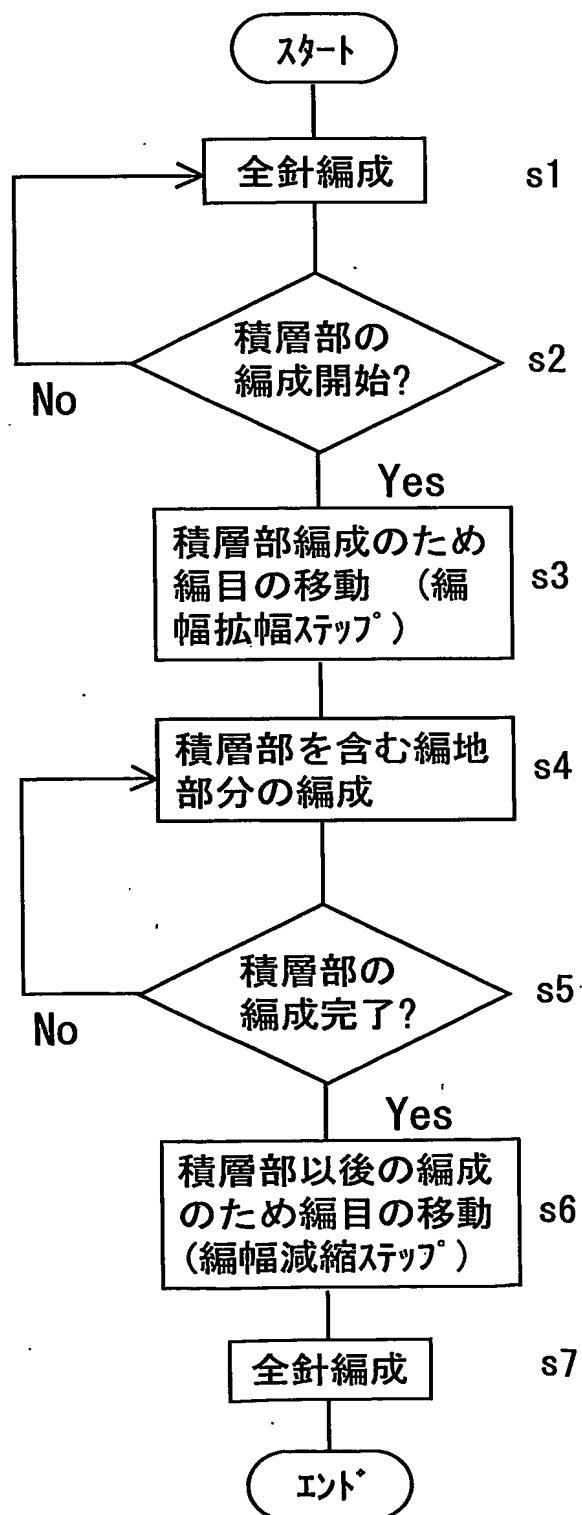 スタート
全針編成
s1
積層部の
編成開始?
s2
No
Yes
積層部編成のため
編目の移動 (編
幅拡幅ステップ)
s3
積層部を含む編地
部分の編成
s4
積層部の
編成完了?
s5
No
Yes
積層部以後の編成
のため編目の移動
(編幅減縮ステップ)
s6
全針編成
s7
エンド